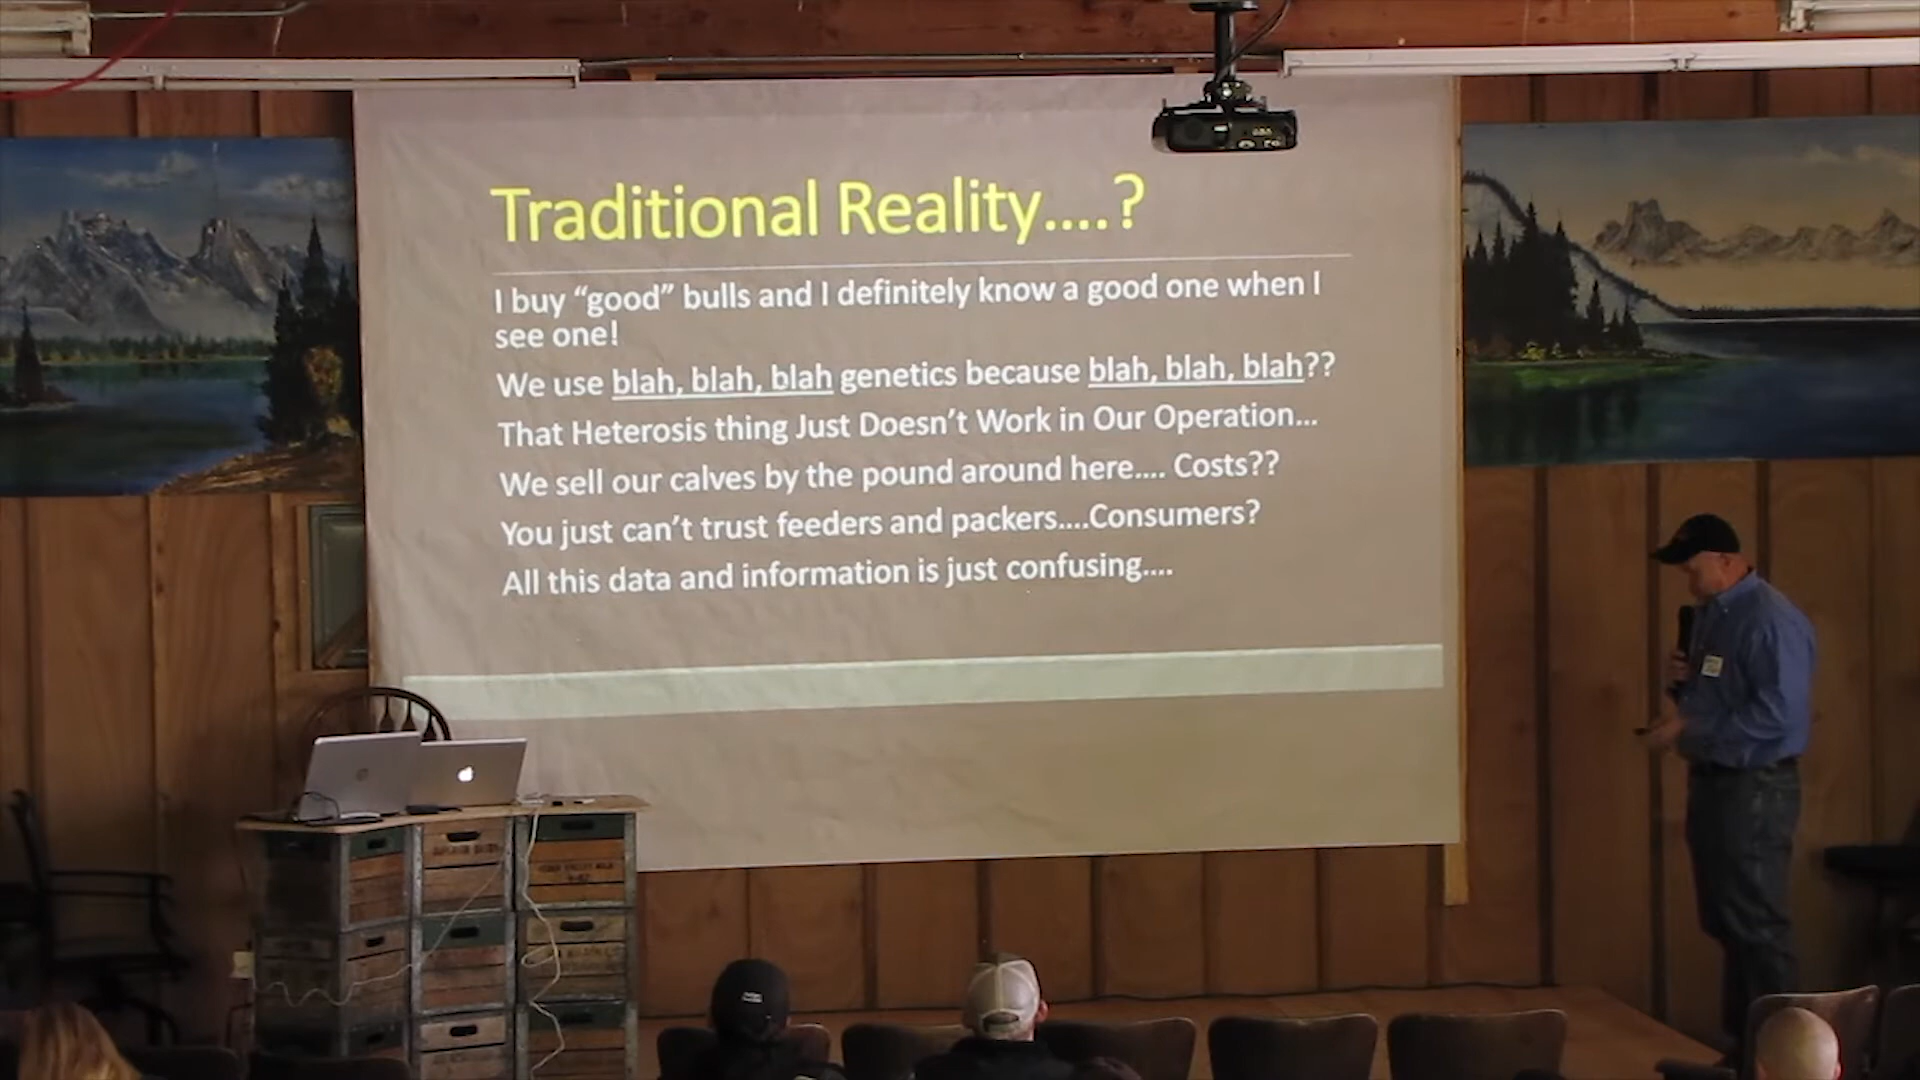 Traditional Reality....?
I buy “good” bulls and I definitely know a good one when I
see one!
We use blah, blah, blah genetics because blah, blah, blah??
That Heterosis thing Just Doesn’t Work in Our Operation...
We sell our calves by the pound around here.... Costs??
You just can’t trust feeders and packers....Consumers?
All this data and information is just confusing....